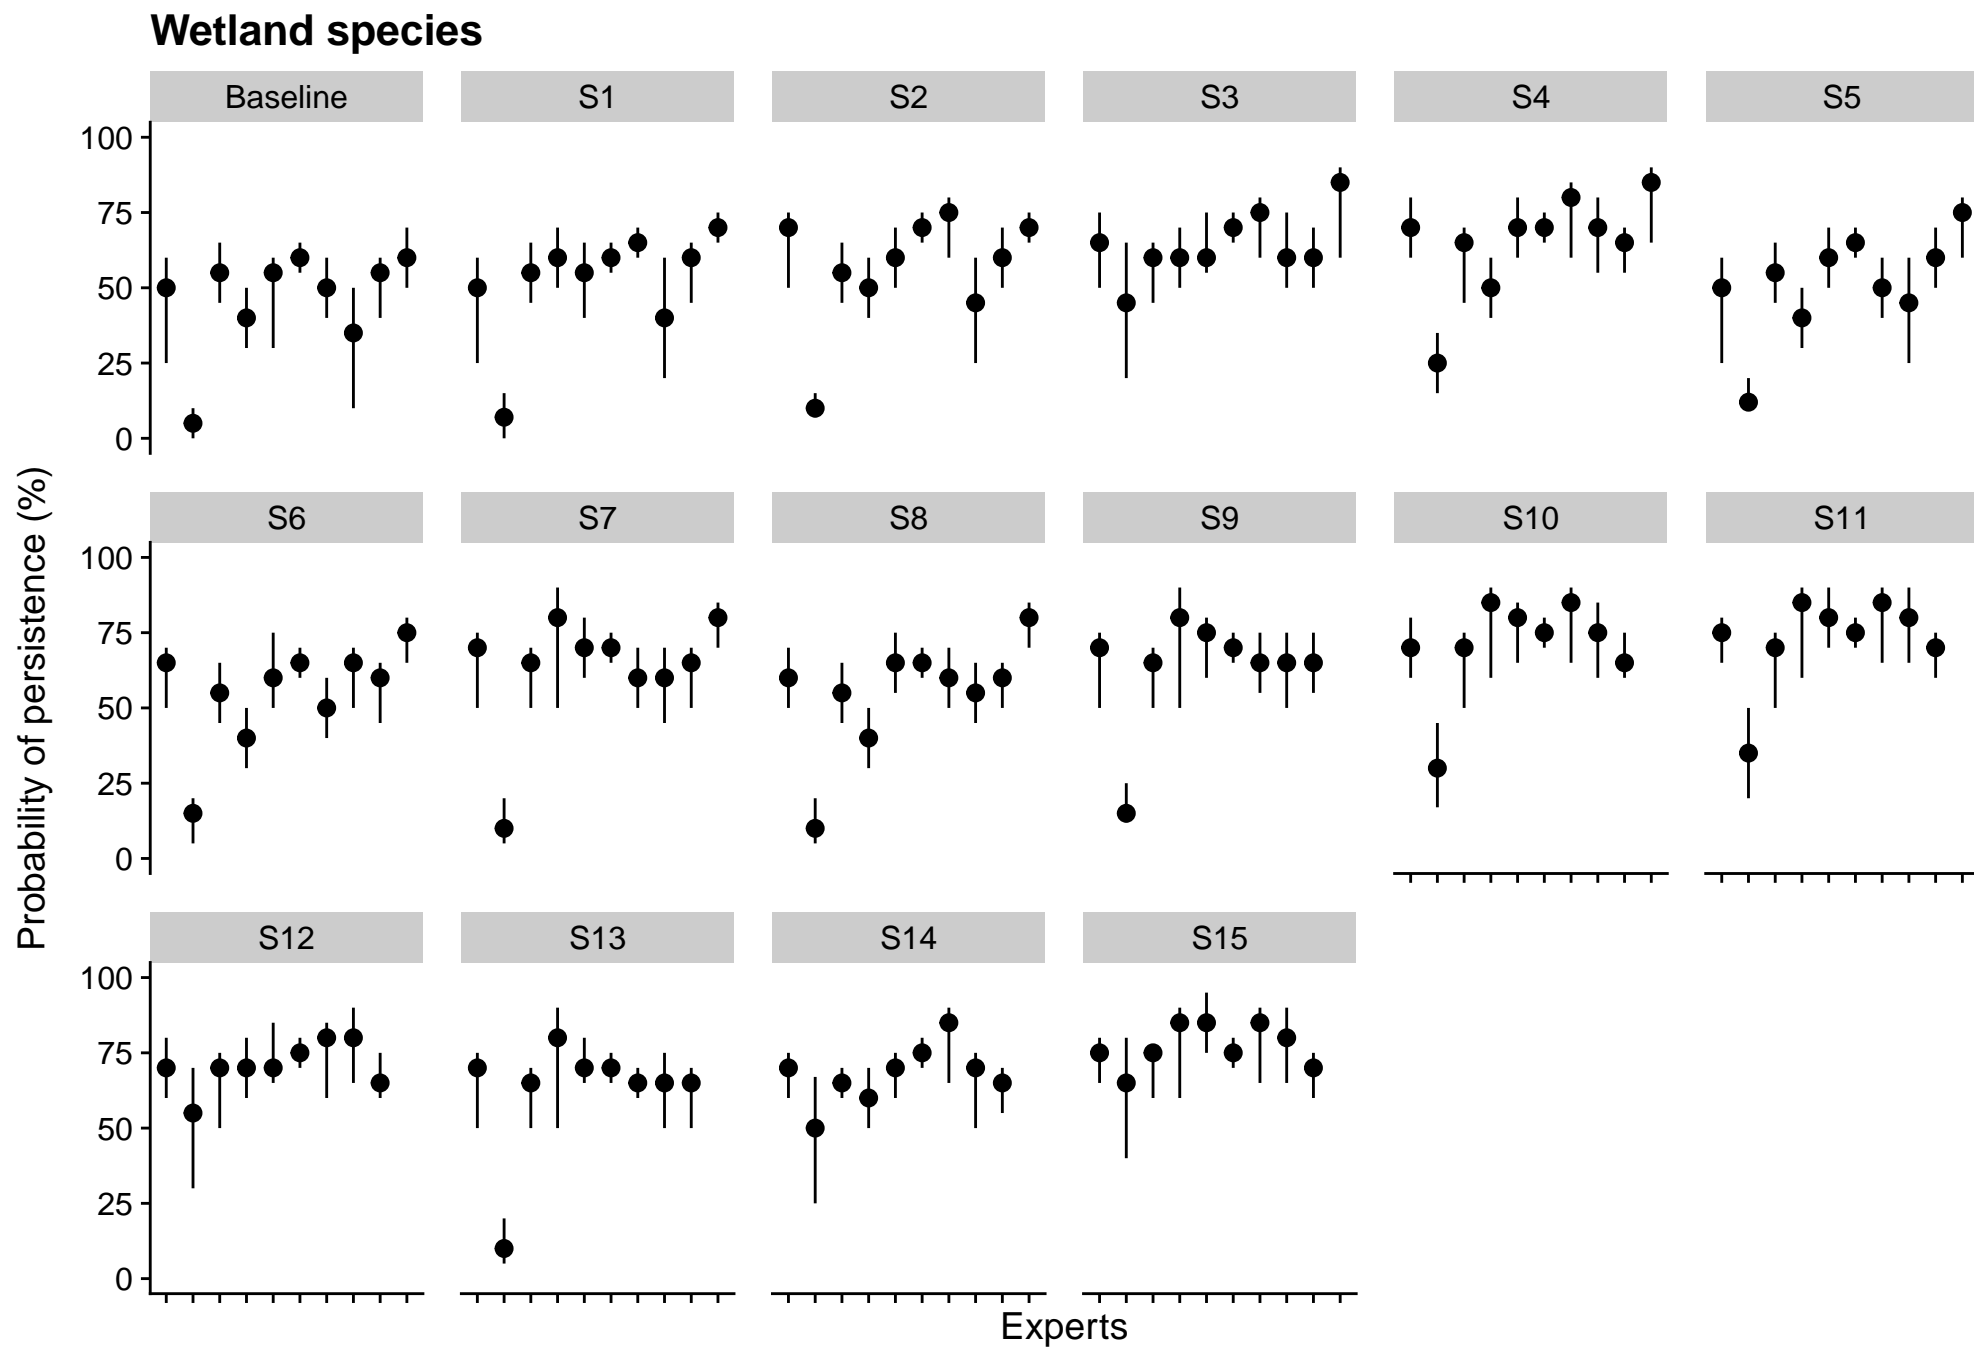 Wetland species
Baseline S1 S2 S3 S4 S5
100
75
50
25
0
S6 S7 S8 S9 S10 S11
100
75
50
25
0
S12 S13 S14 S15
100
75
50
25
0
Probability of persistence (%)
Experts